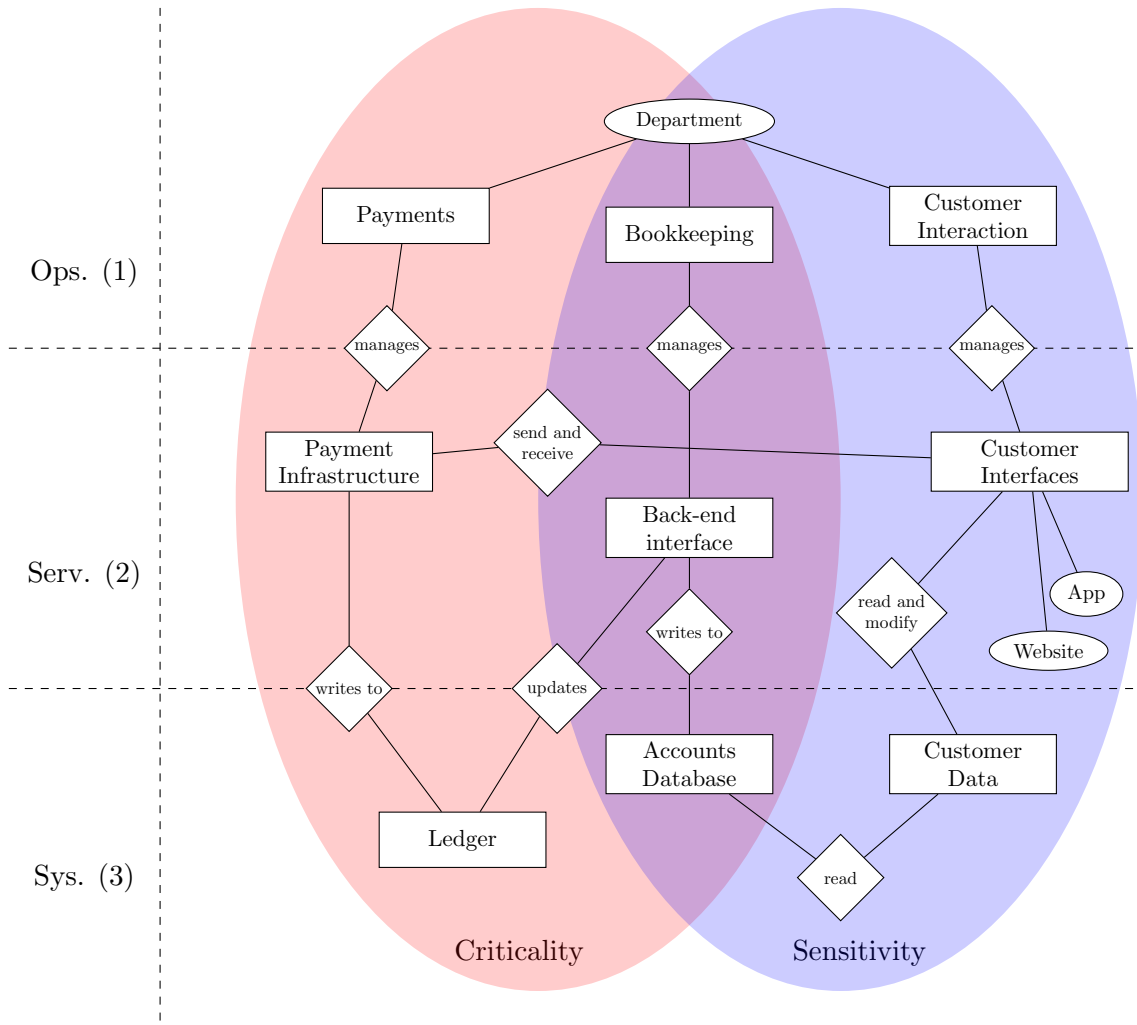 Department
Payments
Bookkeeping
Customer
Interaction
Ops. (1)
manages
manages
manages
send and
receive
Payment
Infrastructure
Customer
Interfaces
Back-end
interface
Serv. (2)
App
read and
modify
writes to
Website
writes to
updates
Accounts
Database
Customer
Data
Ledger
Sys. (3)
read
Criticality
Sensitivity